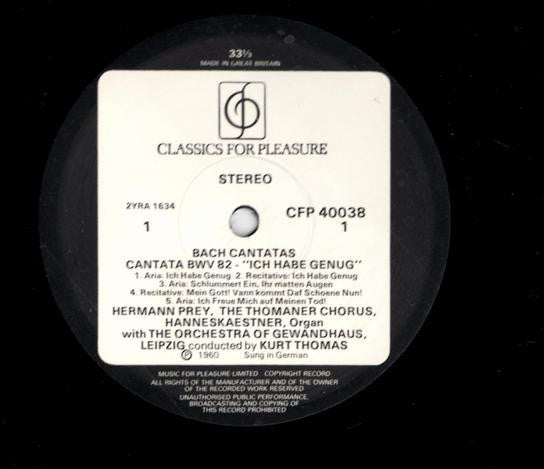 33⅓
MADE IN GREAT BRITAIN
CLASSICS FOR PLEASURE
STEREO
2YRA 1634
CFP 40038
1
1
BACH CANTATAS
CANTATA BWV 82 - "ICH HABE GENUG"
1. Aria: Ich Habe Genug 2. Recitative: Ich Habe Genug
3. Aria: Schlummert Ein, Ihr matten Augen
4. Recitative: Mein Gott! Vann kommt Daf Schoene Nun!
5. Aria: Ich Freue Mich auf Meinen Tod!
HERMANN PREY, THE THOMANER CHORUS,
HANNESKAESTNER, Organ
with THE ORCHESTRA OF GEWANDHAUS,
LEIPZIG conducted by KURT THOMAS
℗ 1960 Sung in German
MUSIC FOR PLEASURE LIMITED COPYRIGHT RECORD
ALL RIGHTS OF THE MANUFACTURER AND OF THE OWNER
OF THE RECORDED WORK RESERVED
UNAUTHORISED PUBLIC PERFORMANCE,
BROADCASTING AND COPYING OF
THIS RECORD PROHIBITED